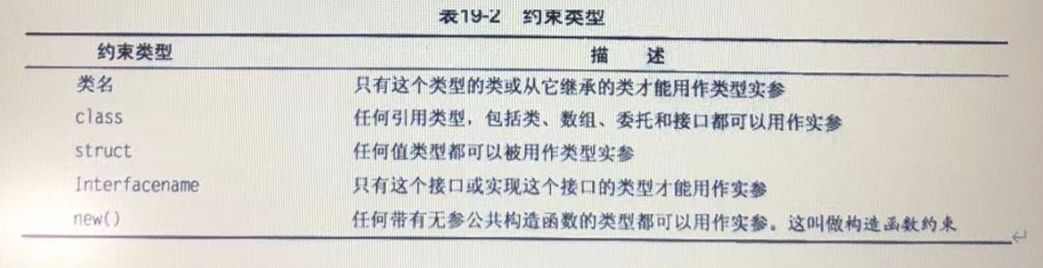 表19-2 约束类型
约束类型 描述
类名 只有这个类型的类或从它继承的类才能用作类型实参
class 任何引用类型，包括类、数组、委托和接口都可以用作实参
struct 任何值类型都可以被用作类型实参
Interfacename 只有这个接口或实现这个接口的类型才能用作实参
new() 任何带有无参公共构造函数的类型都可以用作实参。这叫做构造函数约束